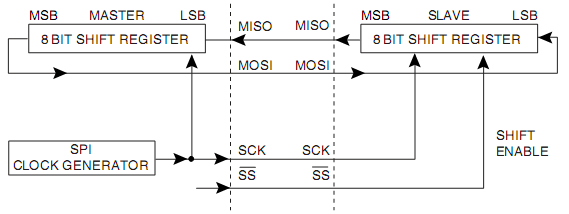 MSB MASTER LSB
MISO MISO
MSB SLAVE LSB
8 BIT SHIFT REGISTER
8 BIT SHIFT REGISTER
MOSI MOSI
SPI
CLOCK GENERATOR
SCK SCK
SS SS
SHIFT
ENABLE